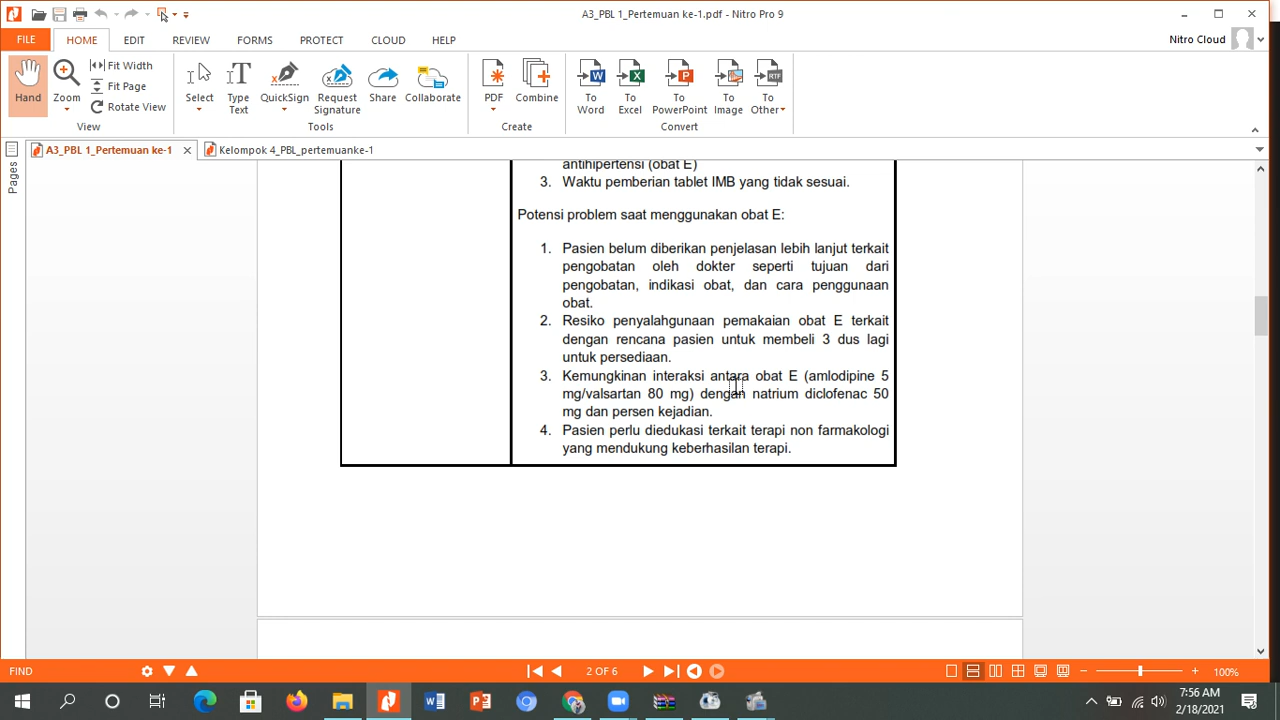 A3_PBL 1_Pertemuan ke-1.pdf - Nitro Pro 9
FILE HOME EDIT REVIEW FORMS PROTECT CLOUD HELP Nitro Cloud
Hand
Zoom
Fit Width
Fit Page
Rotate View
View
Select
Type Text
QuickSign
Request Signature
Share
Collaborate
Tools
PDF
Combine
Create
To Word
To Excel
To PowerPoint
To Image
To Other
Convert
A3_PBL 1_Pertemuan ke-1
Kelompok 4_PBL_pertemuanke-1
Pages
antihipertensi (obat E)
3. Waktu pemberian tablet IMB yang tidak sesuai.
Potensi problem saat menggunakan obat E:
1. Pasien belum diberikan penjelasan lebih lanjut terkait
pengobatan oleh dokter seperti tujuan dari
pengobatan, indikasi obat, dan cara penggunaan
obat.
2. Resiko penyalahgunaan pemakaian obat E terkait
dengan rencana pasien untuk membeli 3 dus lagi
untuk persediaan.
3. Kemungkinan interaksi antara obat E (amlodipine 5
mg/valsartan 80 mg) dengan natrium diclofenac 50
mg dan persen kejadian.
4. Pasien perlu diedukasi terkait terapi non farmakologi
yang mendukung keberhasilan terapi.
FIND
2 OF 6
100%
7:56 AM
2/18/2021